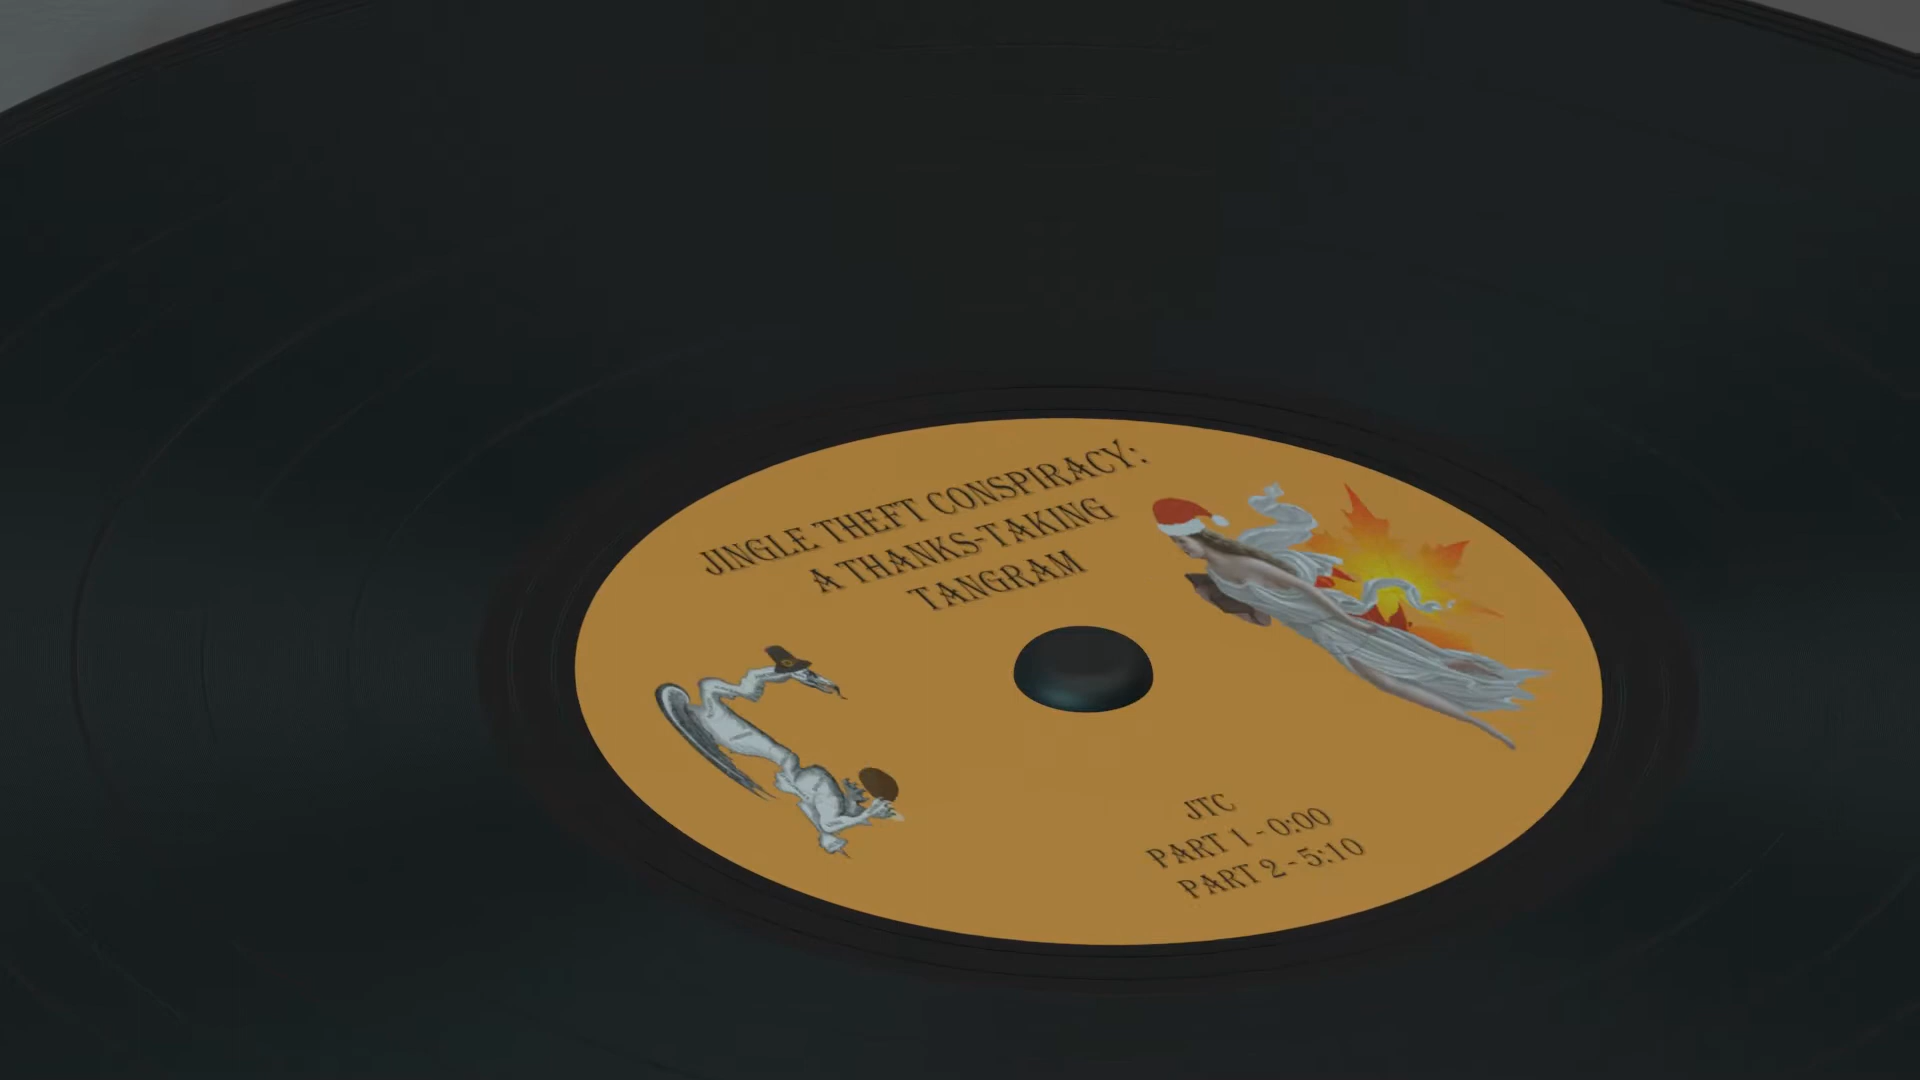 JINGLE THEFT CONSPIRACY:
A THANKS-TAKING
TANGRAM
JTC
PART 1 - 0:00
PART 2 - 5:10